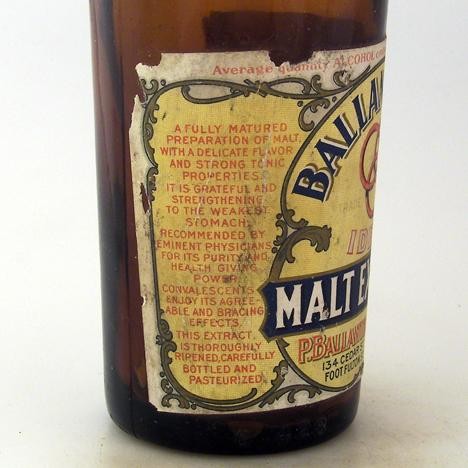 Average quantity ALCOHOL
A FULLY MATURED
PREPARATION OF MALT,
WITH A DELICATE FLAVOR
AND STRONG TONIC
PROPERTIES.
IT IS GRATEFUL AND
STRENGTHENING
TO THE WEAKEST
STOMACH,
RECOMMENDED BY
EMINENT PHYSICIANS
FOR ITS PURITY AND
HEALTH GIVING
POWER.
CONVALESCENTS
ENJOY ITS AGREE-
ABLE AND BRACING
EFFECTS.
THIS EXTRACT,
IS THOROUGHLY
RIPENED, CAREFULLY
BOTTLED AND
PASTEURIZED.
BALLAN
TRADE
MALT EX
P. BALLANT
134 CEDAR
FOOT FULTON